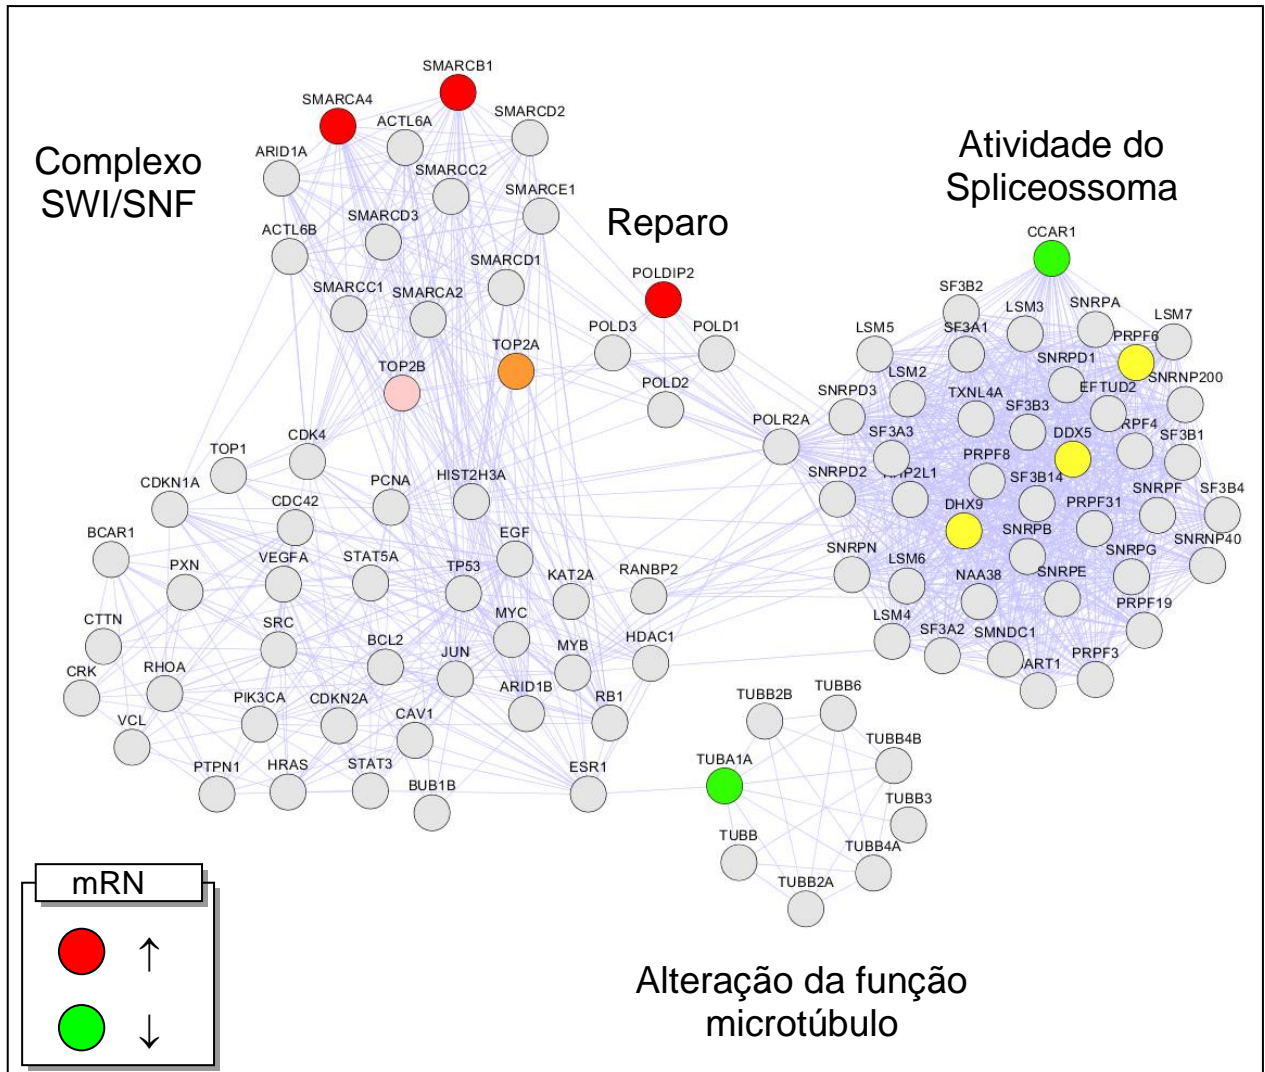 SMARCB1
SMARCA4
ACTL6A
SMARCD2
Complexo
SWI/SNF
ARID1A
SMARCC2
SMARCE1
SMARCD3
ACTL6B
SMARCD1
SMARCC1
SMARCA2
TOP2B
TOP2A
Reparo
POLDIP2
POLD3
POLD1
POLD2
POLR2A
Atividade do
Spliceossoma
CCAR1
SF3B2
LSM3
SNRPA
LSM7
LSM5
SF3A1
PRPF6
SNRPD1
LSM2
SNRNP200
SNRPD3
TXNL4A
SF3B3
EFTUD2
SF3A3
DDX5
RPF4
SF3B1
PRPF8
SNRPD2
HP2L1
SF3B14
SNRPF
SF3B4
DHX9
PRPF31
SNRPB
SNRNP40
SNRPN
LSM6
NAA38
SNRPE
SNRPG
PRPF19
LSM4
SF3A2
SMNDC1
ART1
PRPF3
TOP1
CDK4
CDKN1A
PCNA
HIST2H3A
CDC42
BCAR1
EGF
PXN
VEGFA
STAT5A
TP53
KAT2A
RANBP2
CTTN
SRC
BCL2
MYC
MYB
HDAC1
CRK
RHOA
JUN
PIK3CA
CDKN2A
ARID1B
RB1
VCL
CAV1
PTPN1
HRAS
STAT3
BUB1B
ESR1
TUBB2B
TUBB6
TUBA1A
TUBB4B
TUBB3
TUBB
TUBB4A
TUBB2A
Alteração da função
microtúbulo
mRN
↑
↓